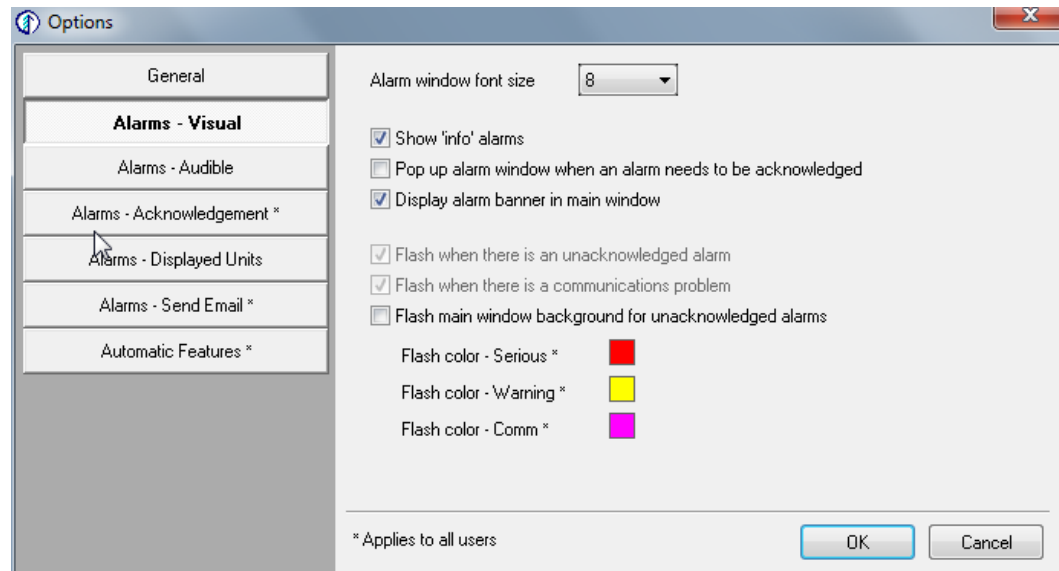 Options
General
Alarms - Visual
Alarms - Audible
Alarms - Acknowledgement *
Alarms - Displayed Units
Alarms - Send Email *
Automatic Features *
Alarm window font size 8
Show 'info' alarms
Pop up alarm window when an alarm needs to be acknowledged
Display alarm banner in main window
Flash when there is an unacknowledged alarm
Flash when there is a communications problem
Flash main window background for unacknowledged alarms
Flash color - Serious *
Flash color - Warning *
Flash color - Comm *
* Applies to all users
OK Cancel